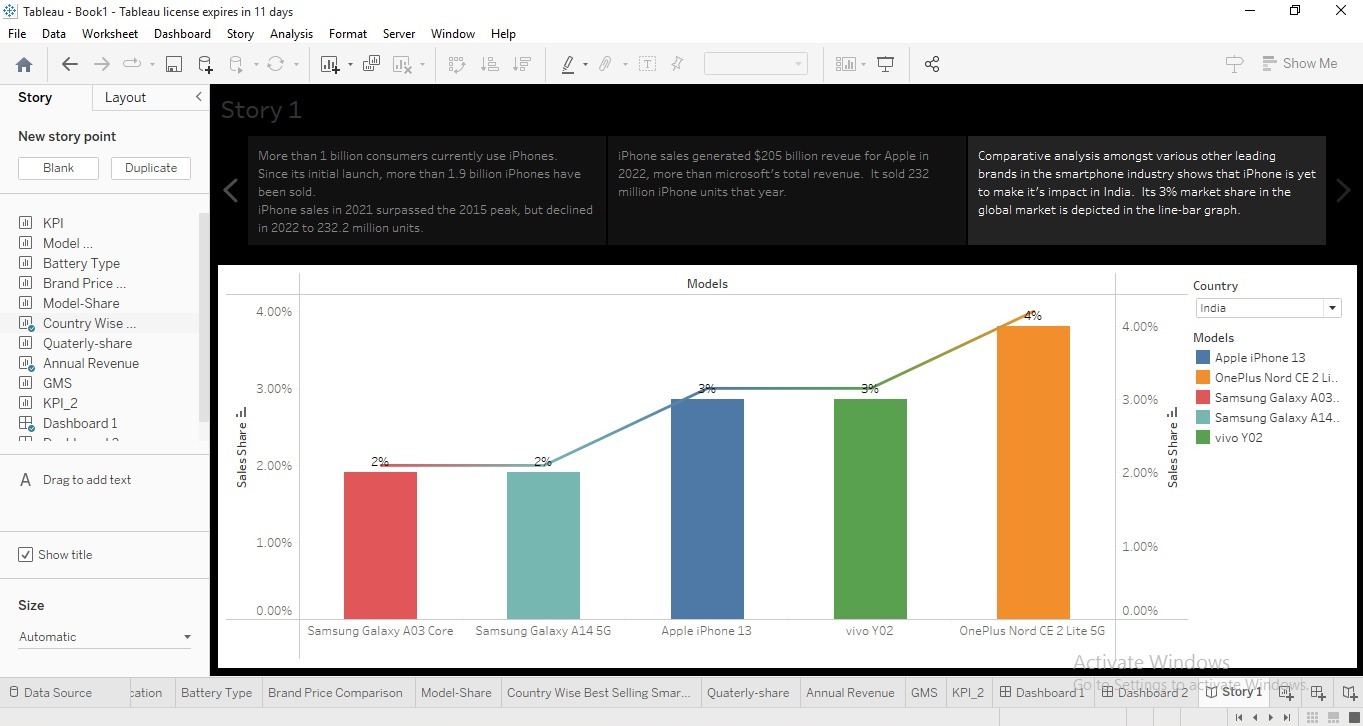 Tableau - Book1 - Tableau license expires in 11 days
File Data Worksheet Dashboard Story Analysis Format Server Window Help
Show Me
Story Layout
New story point
Blank Duplicate
KPI
Model ...
Battery Type
Brand Price ...
Model-Share
Country Wise ...
Quaterly-share
Annual Revenue
GMS
KPI_2
Dashboard 1
A Drag to add text
Show title
Size
Automatic
Story 1
More than 1 billion consumers currently use iPhones.
Since its initial launch, more than 1.9 billion iPhones have
been sold.
iPhone sales in 2021 surpassed the 2015 peak, but declined
in 2022 to 232.2 million units.
iPhone sales generated $205 billion reveue for Apple in
2022, more than microsoft's total revenue. It sold 232
million iPhone units that year.
Comparative analysis amongst various other leading
brands in the smartphone industry shows that iPhone is yet
to make it's impact in India. Its 3% market share in the
global market is depicted in the line-bar graph.
Models
4.00%
3.00%
2.00%
1.00%
0.00%
Sales Share
2%
2%
3%
3%
4%
Samsung Galaxy A03 Core Samsung Galaxy A14 5G Apple iPhone 13 vivo Y02 OnePlus Nord CE 2 Lite 5G
4.00%
3.00%
2.00%
1.00%
0.00%
Sales Share
Country
India
Models
Apple iPhone 13
OnePlus Nord CE 2 Li..
Samsung Galaxy A03..
Samsung Galaxy A14..
vivo Y02
Activate Windows
Go to Settings to activate Windows.
Data Source cation Battery Type Brand Price Comparison Model-Share Country Wise Best Selling Smar... Quaterly-share Annual Revenue GMS KPI_2 Dashboard 1 Dashboard 2 Story 1